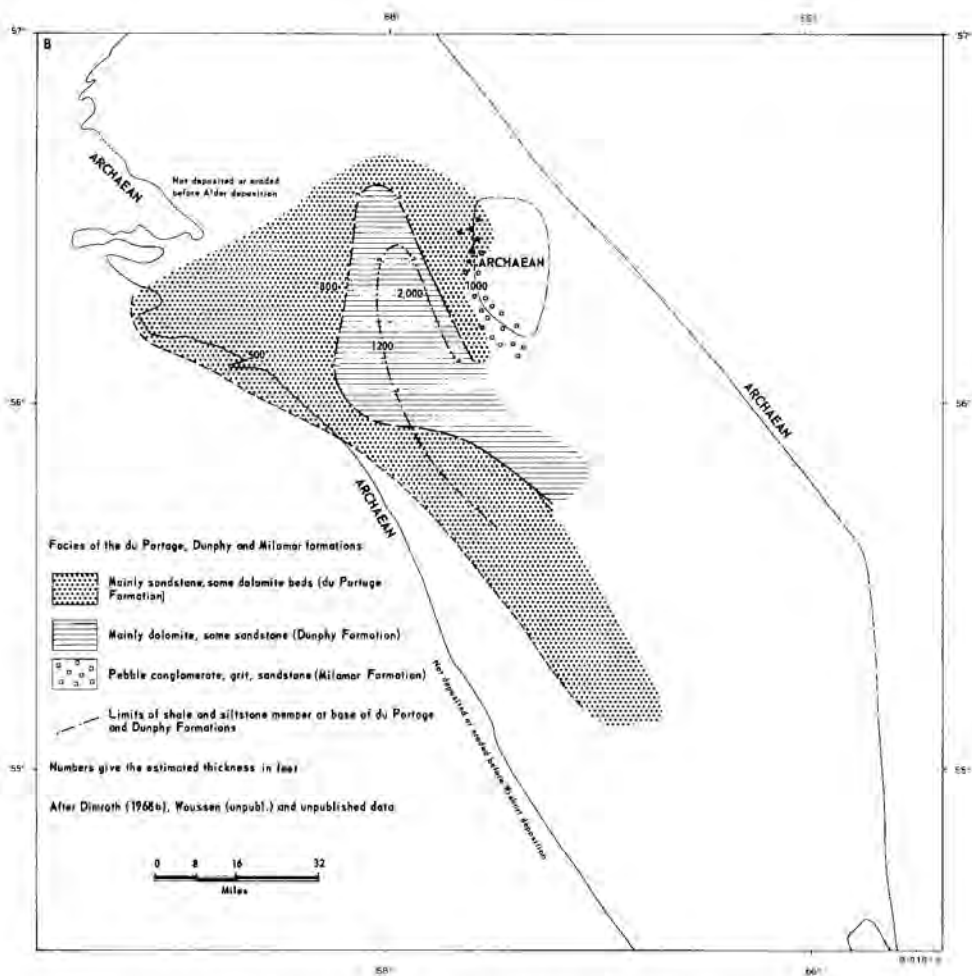 57°
57°
B
ARCHAEAN
Not deposited or eroded
before Alder deposition
ARCHAEAN
1000
2,000
1200
500
ARCHAEAN
56°
56°
ARCHAEAN
Facies of the du Portage, Dunphy and Milamar formations
Mainly sandstone, some dolomite beds (du Portage
Formation)
Mainly dolomite, some sandstone (Dunphy Formation)
Pebble conglomerate, grit, sandstone (Milamar Formation)
Limits of shale and siltstone member at base of du Portage
and Dunphy Formations
Numbers give the estimated thickness in feet
After Dimroth (1968b), Woussen (unpubl.) and unpublished data
Not deposited or eroded before Wishart deposition
55°
55°
0 8 16 32
Miles
68°
66°